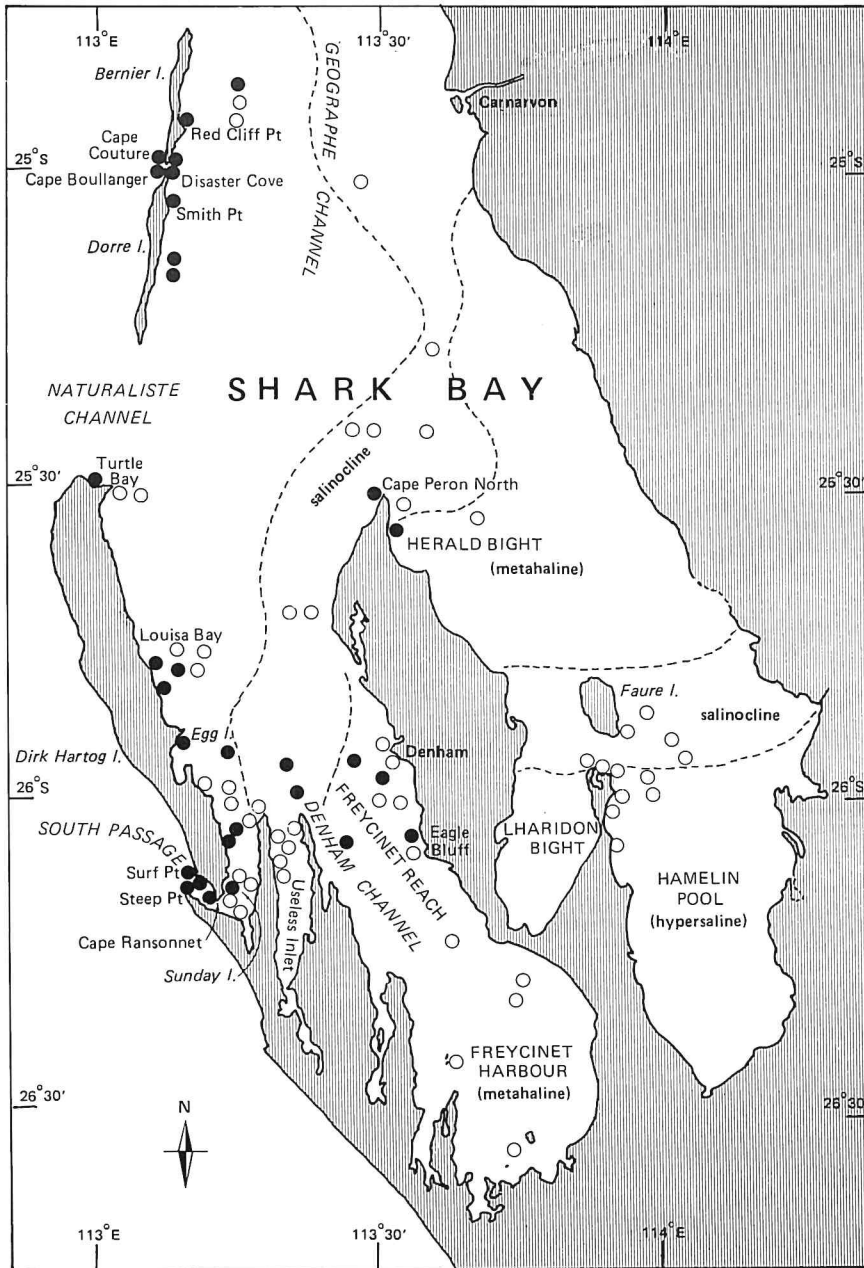 113°E
113°30'
114°E
Bernier I.
GEOGRAPHE
CHANNEL
Carnarvon
Red Cliff Pt
Cape
Couture
25°S
25°S
Cape Boullanger
Disaster Cove
Smith Pt
Dorre I.
NATURALISTE
CHANNEL
SHARK BAY
Turtle
Bay
25°30'
25°30'
salinocline
Cape Peron North
HERALD BIGHT
(metahaline)
Louisa Bay
Faure I.
salinocline
Egg I.
Denham
Dirk Hartog I.
26°S
26°S
SOUTH PASSAGE
DENHAM CHANNEL
FREYCINET REACH
Eagle
Bluff
LHARIDON
BIGHT
Surf Pt
Steep Pt
Useless Inlet
HAMELIN
POOL
(hypersaline)
Cape Ransonnet
Sunday I.
FREYCINET
HARBOUR
(metahaline)
26°30'
26°30'
N
113°E
113°30'
114°E